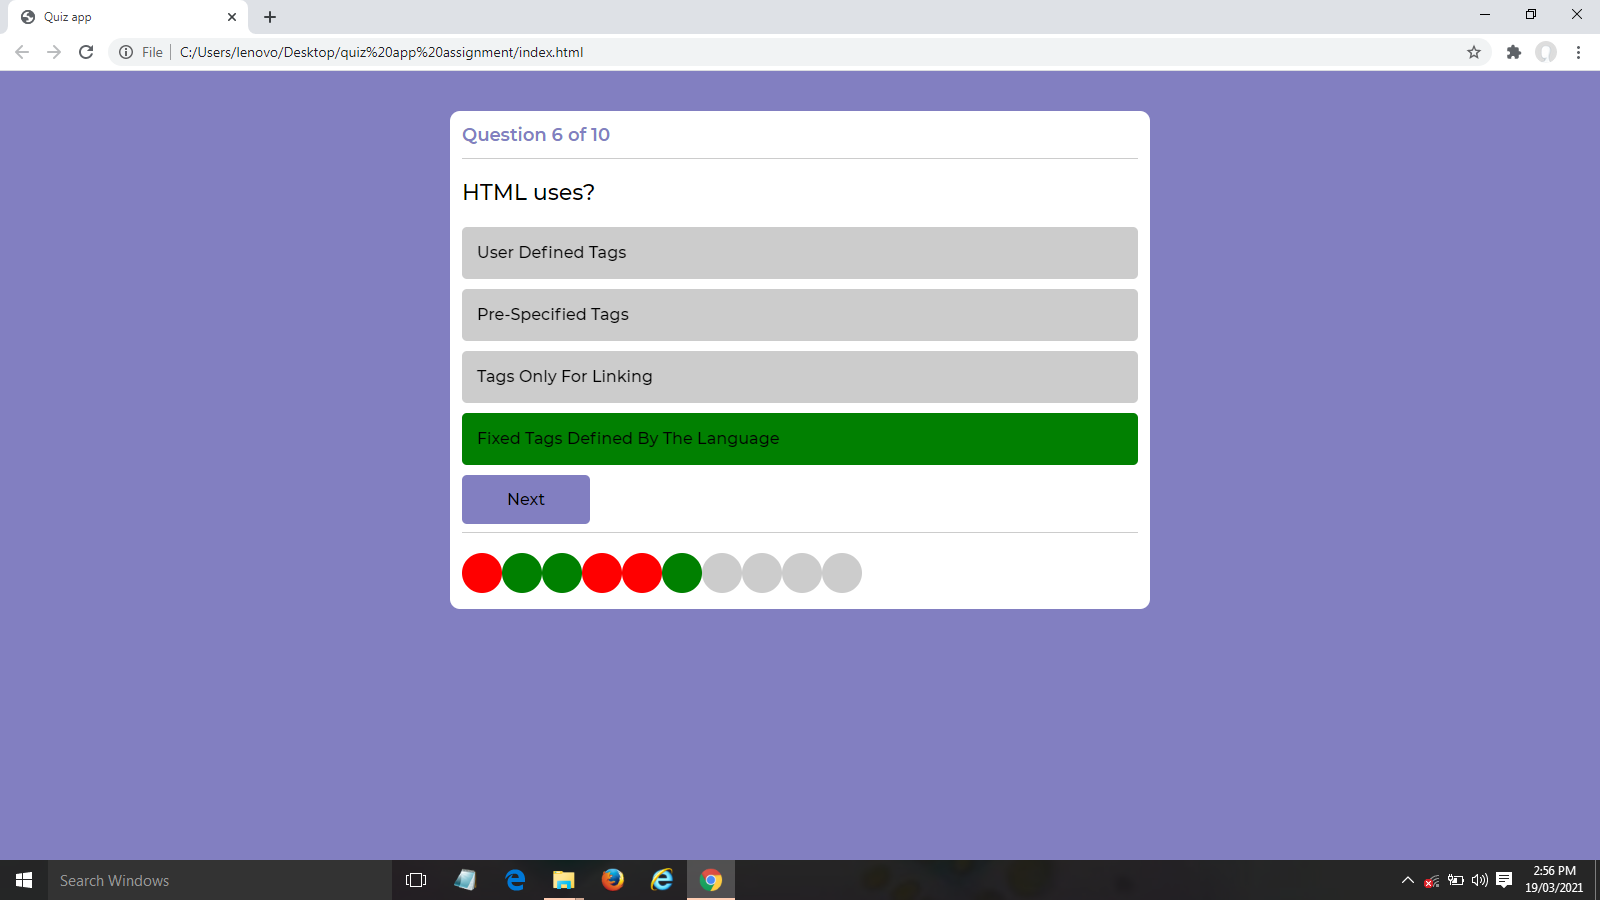 Quiz app
File
C:/Users/lenovo/Desktop/quiz%20app%20assignment/index.html
Question 6 of 10
HTML uses?
User Defined Tags
Pre-Specified Tags
Tags Only For Linking
Fixed Tags Defined By The Language
Next
Search Windows
2:56 PM
19/03/2021